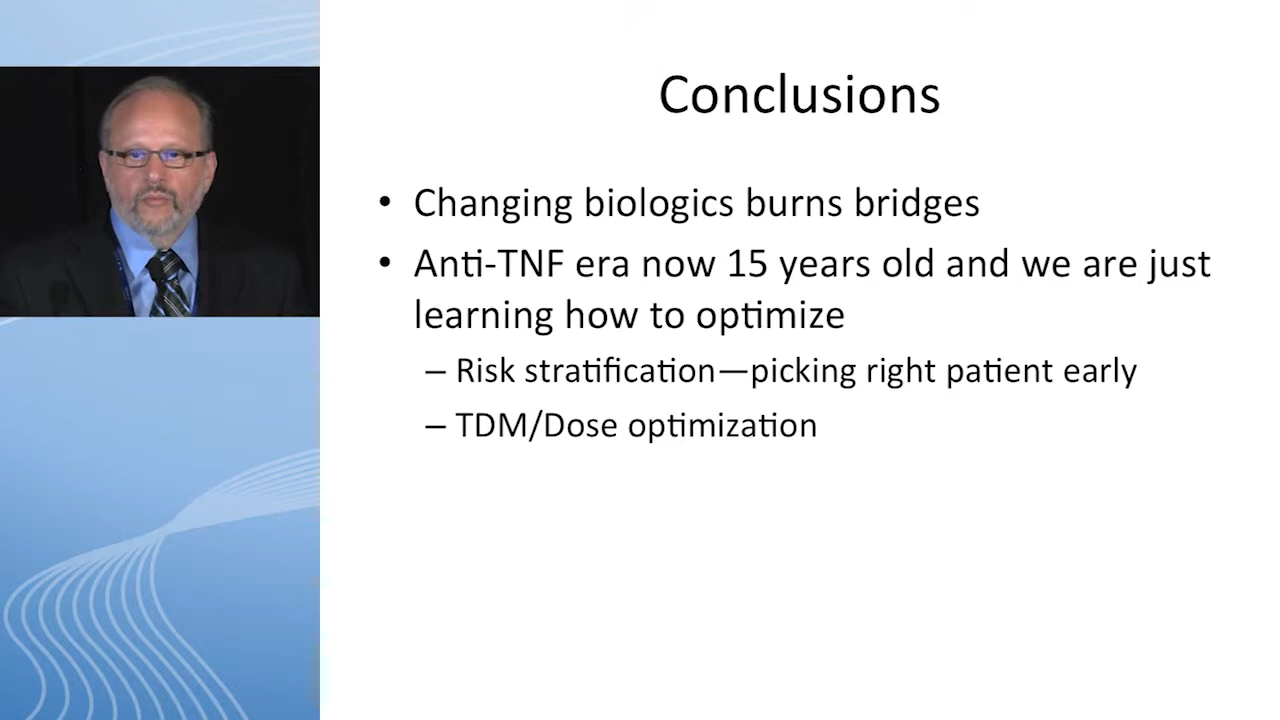 Conclusions
• Changing biologics burns bridges
• Anti-TNF era now 15 years old and we are just
learning how to optimize
– Risk stratification—picking right patient early
– TDM/Dose optimization